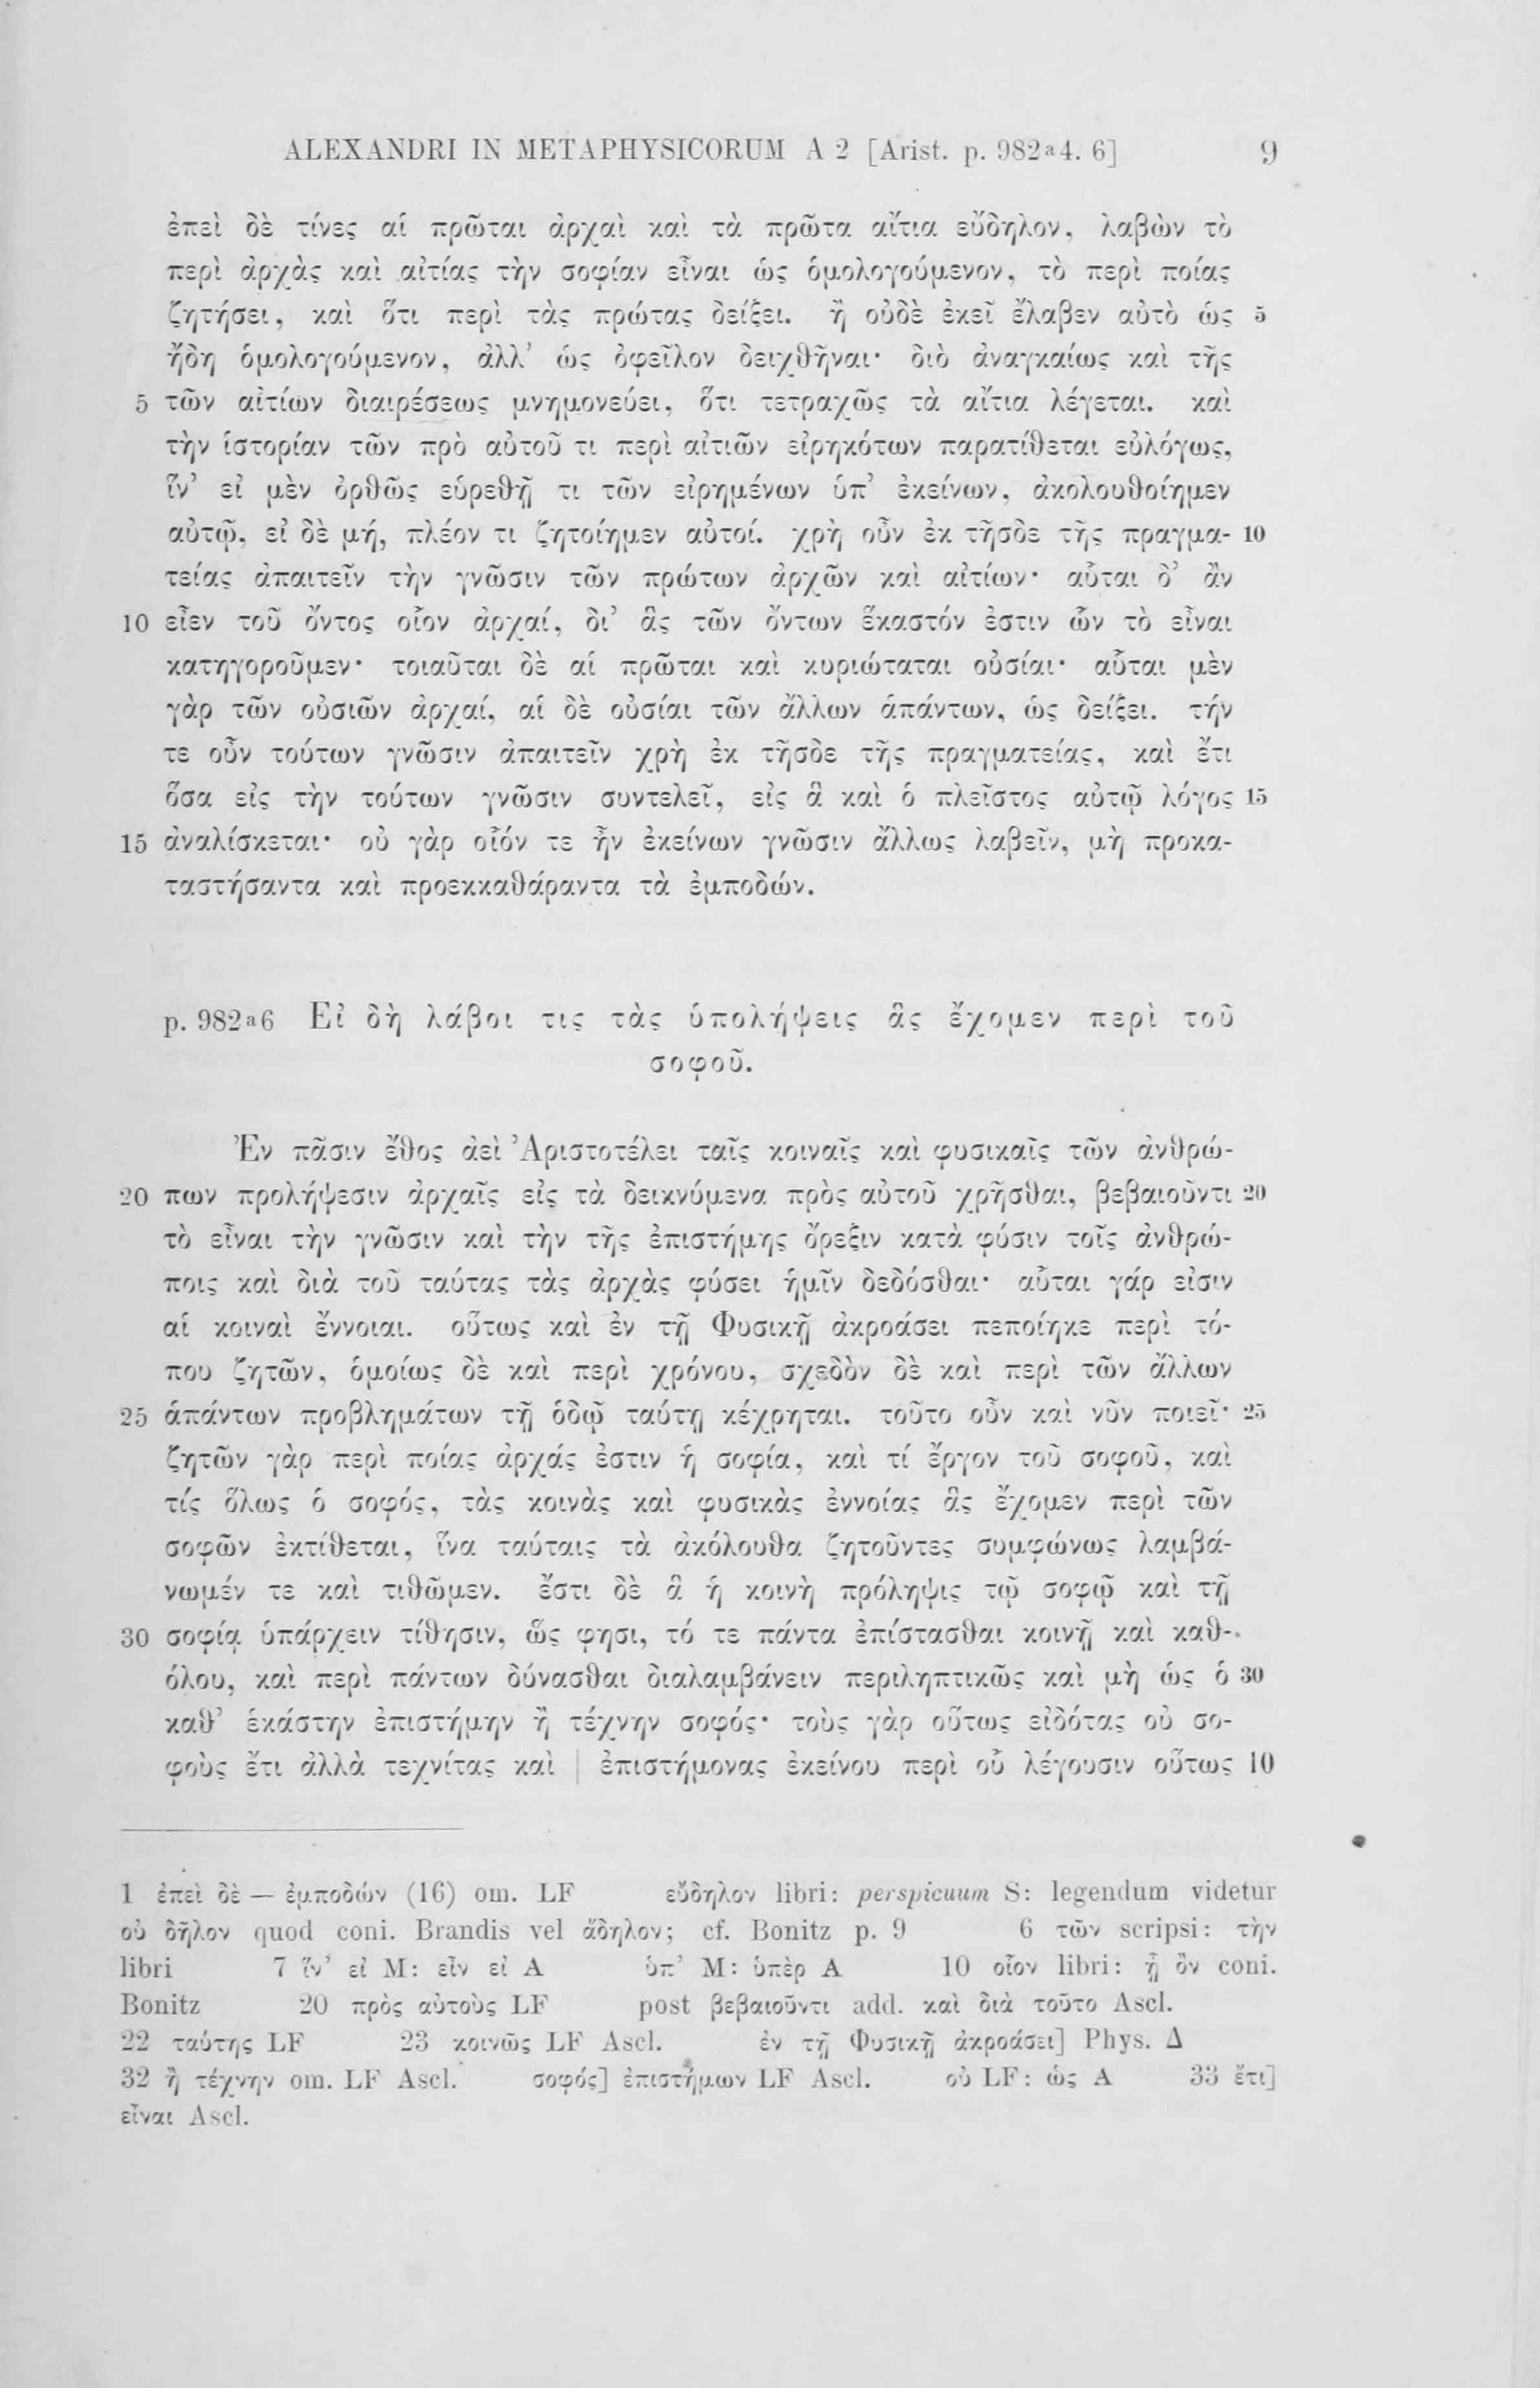 ALEXANDRI IN METAPHYSICORUM A 2 [Arist. p. 982a4. 6] 9
ἐπεὶ δὲ τίνες αἱ πρῶται ἀρχαὶ καὶ τὰ πρῶτα αἴτια εὔδηλον, λαβὼν τὸ
περὶ ἀρχὰς καὶ αἰτίας τὴν σοφίαν εἶναι ὡς ὁμολογούμενον, τὸ περὶ ποίας
ζητήσει, καὶ ὅτι περὶ τὰς πρώτας δείξει. ἢ οὐδὲ ἐκεῖ ἔλαβεν αὐτὸ ὡς 5
ἤδη ὁμολογούμενον, ἀλλ’ ὡς ὀφεῖλον δειχθῆναι· διὸ ἀναγκαίως καὶ τῆς
5 τῶν αἰτίων διαιρέσεως μνημονεύει, ὅτι τετραχῶς τὰ αἴτια λέγεται. καὶ
τὴν ἱστορίαν τῶν πρὸ αὐτοῦ τι περὶ αἰτιῶν εἰρηκότων παρατίθεται εὐλόγως,
ἵν’ εἰ μὲν ὀρθῶς εὑρεθῇ τι τῶν εἰρημένων ὑπ’ ἐκείνων, ἀκολουθοίημεν
αὐτῷ, εἰ δὲ μή, πλέον τι ζητοίημεν αὐτοί. χρὴ οὖν ἐκ τῆσδε τῆς πραγμα- 10
τείας ἀπαιτεῖν τὴν γνῶσιν τῶν πρώτων ἀρχῶν καὶ αἰτίων· αὗται δ’ ἂν
10 εἶεν τοῦ ὄντος οἷον ἀρχαί, δι’ ἃς τῶν ὄντων ἕκαστόν ἐστιν ὧν τὸ εἶναι
κατηγοροῦμεν· τοιαῦται δὲ αἱ πρῶται καὶ κυριώταται οὐσίαι· αὗται μὲν
γὰρ τῶν οὐσιῶν ἀρχαί, αἱ δὲ οὐσίαι τῶν ἄλλων ἁπάντων, ὡς δείξει. τήν
τε οὖν τούτων γνῶσιν ἀπαιτεῖν χρὴ ἐκ τῆσδε τῆς πραγματείας, καὶ ἔτι
ὅσα εἰς τὴν τούτων γνῶσιν συντελεῖ, εἰς ἃ καὶ ὁ πλεῖστος αὐτῷ λόγος 15
15 ἀναλίσκεται· οὐ γὰρ οἷόν τε ἦν ἐκείνων γνῶσιν ἄλλως λαβεῖν, μὴ προκα-
ταστήσαντα καὶ προεκκαθάραντα τὰ ἐμποδών.
p. 982a6 Εἰ δὴ λάβοι τις τὰς ὑπολήψεις ἃς ἔχομεν περὶ τοῦ
σοφοῦ.
Ἐν πᾶσιν ἔθος ἀεὶ Ἀριστοτέλει ταῖς κοιναῖς καὶ φυσικαῖς τῶν ἀνθρώ-
20 πων προλήψεσιν ἀρχαῖς εἰς τὰ δεικνύμενα πρὸς αὐτοῦ χρῆσθαι, βεβαιοῦντι 20
τὸ εἶναι τὴν γνῶσιν καὶ τὴν τῆς ἐπιστήμης ὄρεξιν κατὰ φύσιν τοῖς ἀνθρώ-
ποις καὶ διὰ τοῦ ταύτας τὰς ἀρχὰς φύσει ἡμῖν δεδόσθαι· αὗται γάρ εἰσιν
αἱ κοιναὶ ἔννοιαι. οὕτως καὶ ἐν τῇ Φυσικῇ ἀκροάσει πεποίηκε περὶ τό-
που ζητῶν, ὁμοίως δὲ καὶ περὶ χρόνου, σχεδὸν δὲ καὶ περὶ τῶν ἄλλων
25 ἁπάντων προβλημάτων τῇ ὁδῷ ταύτῃ κέχρηται. τοῦτο οὖν καὶ νῦν ποιεῖ· 25
ζητῶν γὰρ περὶ ποίας ἀρχάς ἐστιν ἡ σοφία, καὶ τί ἔργον τοῦ σοφοῦ, καὶ
τίς ὅλως ὁ σοφός, τὰς κοινὰς καὶ φυσικὰς ἐννοίας ἃς ἔχομεν περὶ τῶν
σοφῶν ἐκτίθεται, ἵνα ταύταις τὰ ἀκόλουθα ζητοῦντες συμφώνως λαμβά-
νωμέν τε καὶ τιθῶμεν. ἔστι δὲ ἃ ἡ κοινὴ πρόληψις τῷ σοφῷ καὶ τῇ
30 σοφίᾳ ὑπάρχειν τίθησιν, ὥς φησι, τό τε πάντα ἐπίστασθαι κοινῇ καὶ καθ-
όλου, καὶ περὶ πάντων δύνασθαι διαλαμβάνειν περιληπτικῶς καὶ μὴ ὡς ὁ 30
καθ’ ἑκάστην ἐπιστήμην ἢ τέχνην σοφός· τοὺς γὰρ οὕτως εἰδότας οὐ σο-
φοὺς ἔτι ἀλλὰ τεχνίτας καὶ | ἐπιστήμονας ἐκείνου περὶ οὗ λέγουσιν οὕτως 10
1 ἐπεὶ δὲ — ἐμποδών (16) om. LF εὔδηλον libri: perspicuum S: legendum videtur
οὐ δῆλον quod coni. Brandis vel ἄδηλον; cf. Bonitz p. 9 6 τῶν scripsi: τὴν
libri 7 ἵν’ εἰ M: εἶν εἰ A ὑπ’ M: ὑπὲρ A 10 οἷον libri: ᾗ ὂν coni.
Bonitz 20 πρὸς αὐτοὺς LF post βεβαιοῦντι add. καὶ διὰ τοῦτο Ascl.
22 ταύτης LF 23 κοινῶς LF Ascl. ἐν τῇ Φυσικῇ ἀκροάσει] Phys. Δ
32 ἢ τέχνην om. LF Ascl. σοφός] ἐπιστήμων LF Ascl. οὐ LF: ὡς A 33 ἔτι]
εἶναι Ascl.